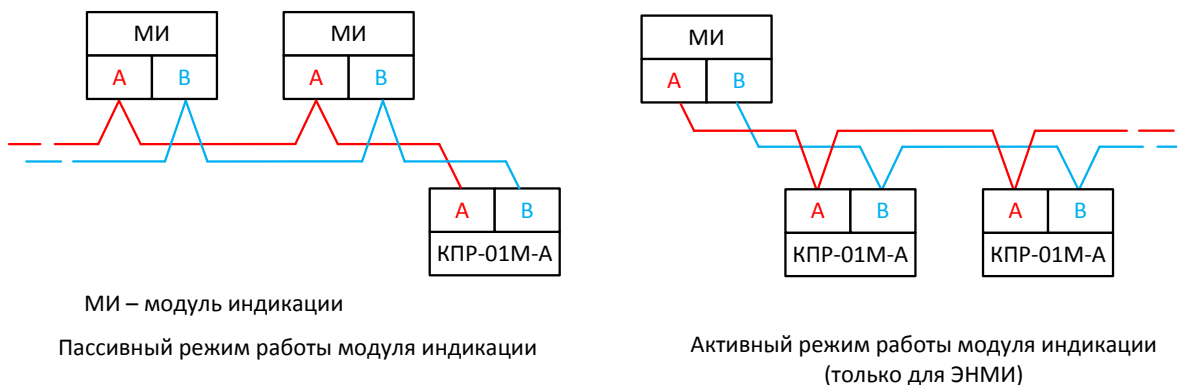 МИ
A B
МИ
A B
A B
КПР-01М-А
МИ – модуль индикации
Пассивный режим работы модуля индикации
МИ
A B
A B
КПР-01М-А
A B
КПР-01М-А
Активный режим работы модуля индикации
(только для ЭНМИ)